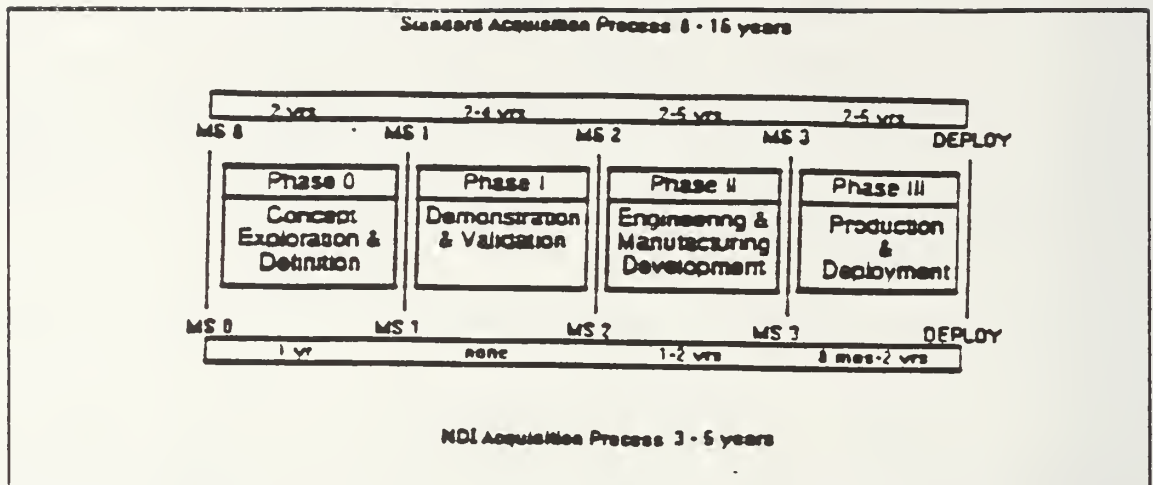 Standard Acquisition Process 8 - 16 years
2 yrs 2-4 yrs 2-5 yrs 2-5 yrs
MS 0 MS 1 MS 2 MS 3 DEPLOY
Phase 0 Phase I Phase II Phase III
Concept
Exploration &
Definition
Demonstration
& Validation
Engineering &
Manufacturing
Development
Production
&
Deployment
MS 0 MS 1 MS 2 MS 3 DEPLOY
1 yr none 1-2 yrs 8 mos-2 yrs
NDI Acquisition Process 3 - 5 years